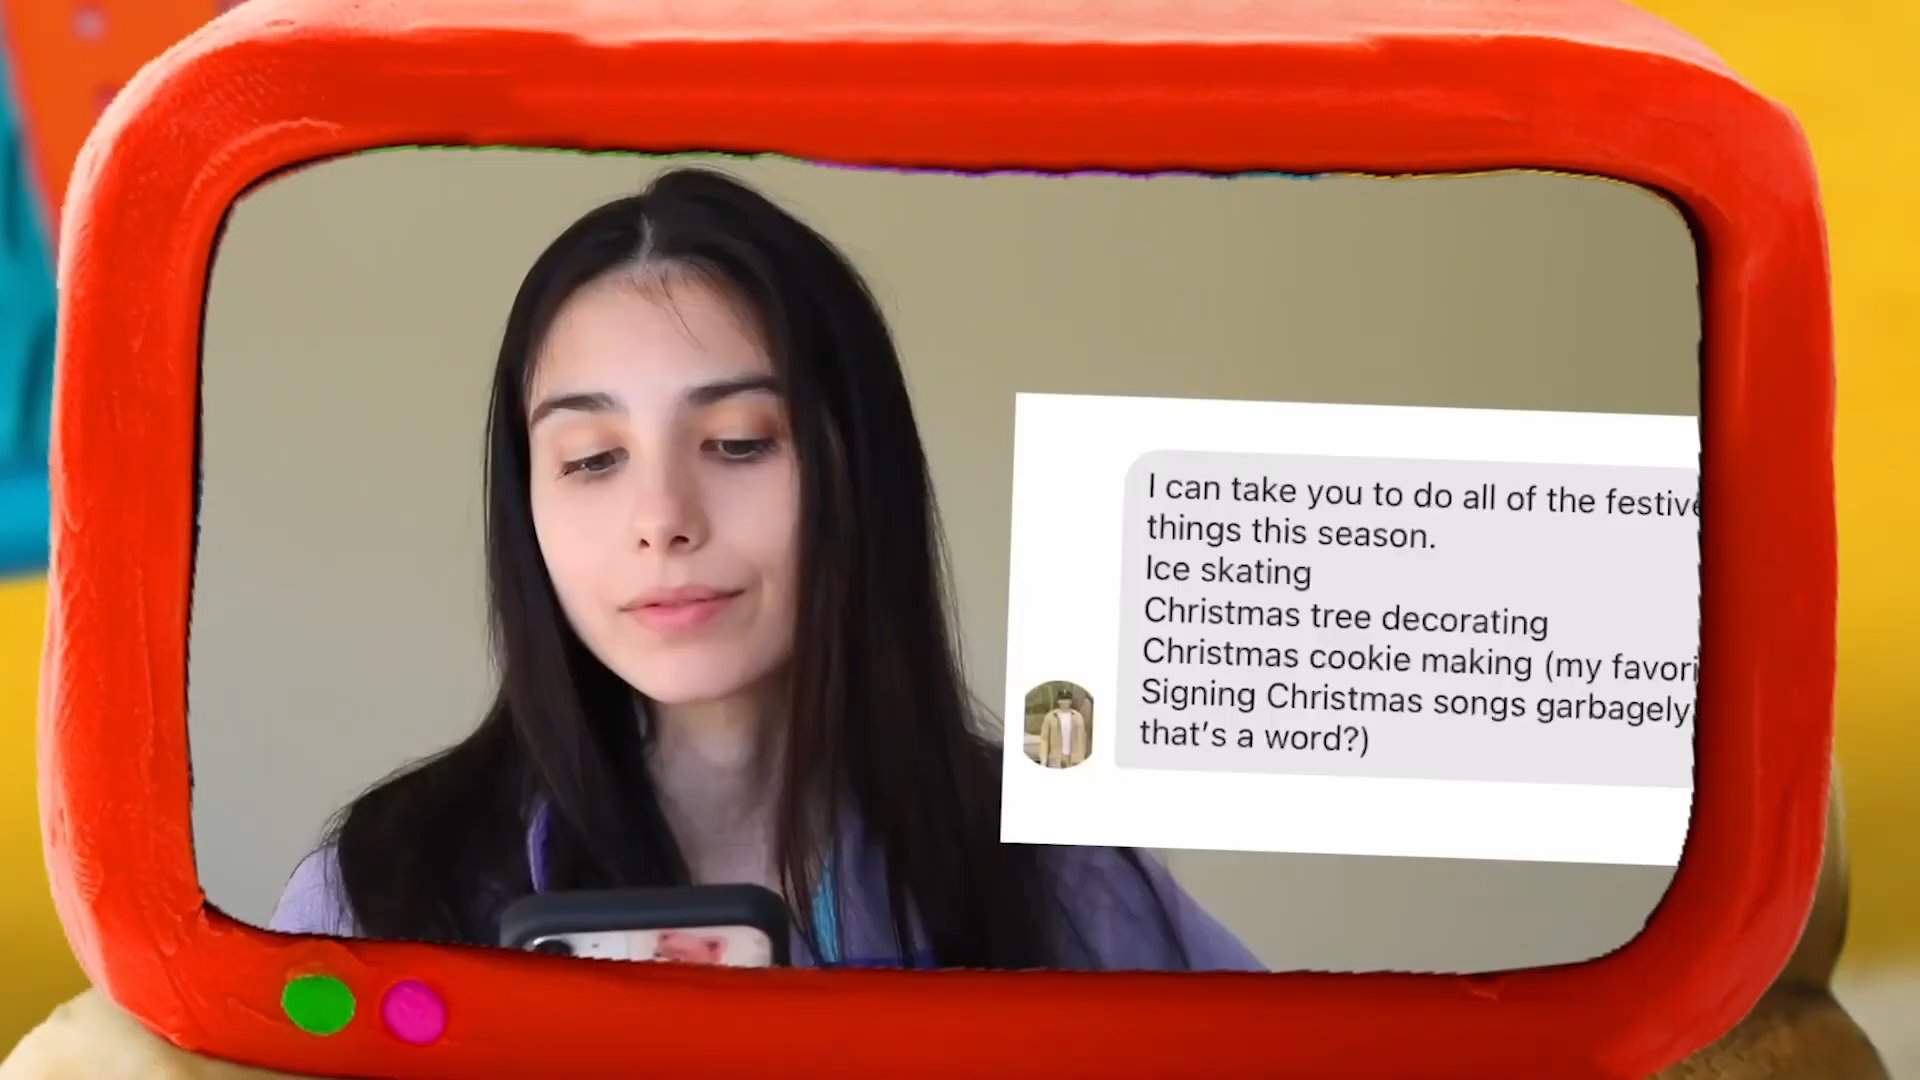 I can take you to do all of the festive
things this season.
Ice skating
Christmas tree decorating
Christmas cookie making (my
Signing Christmas songs garbagely
that's a word?)